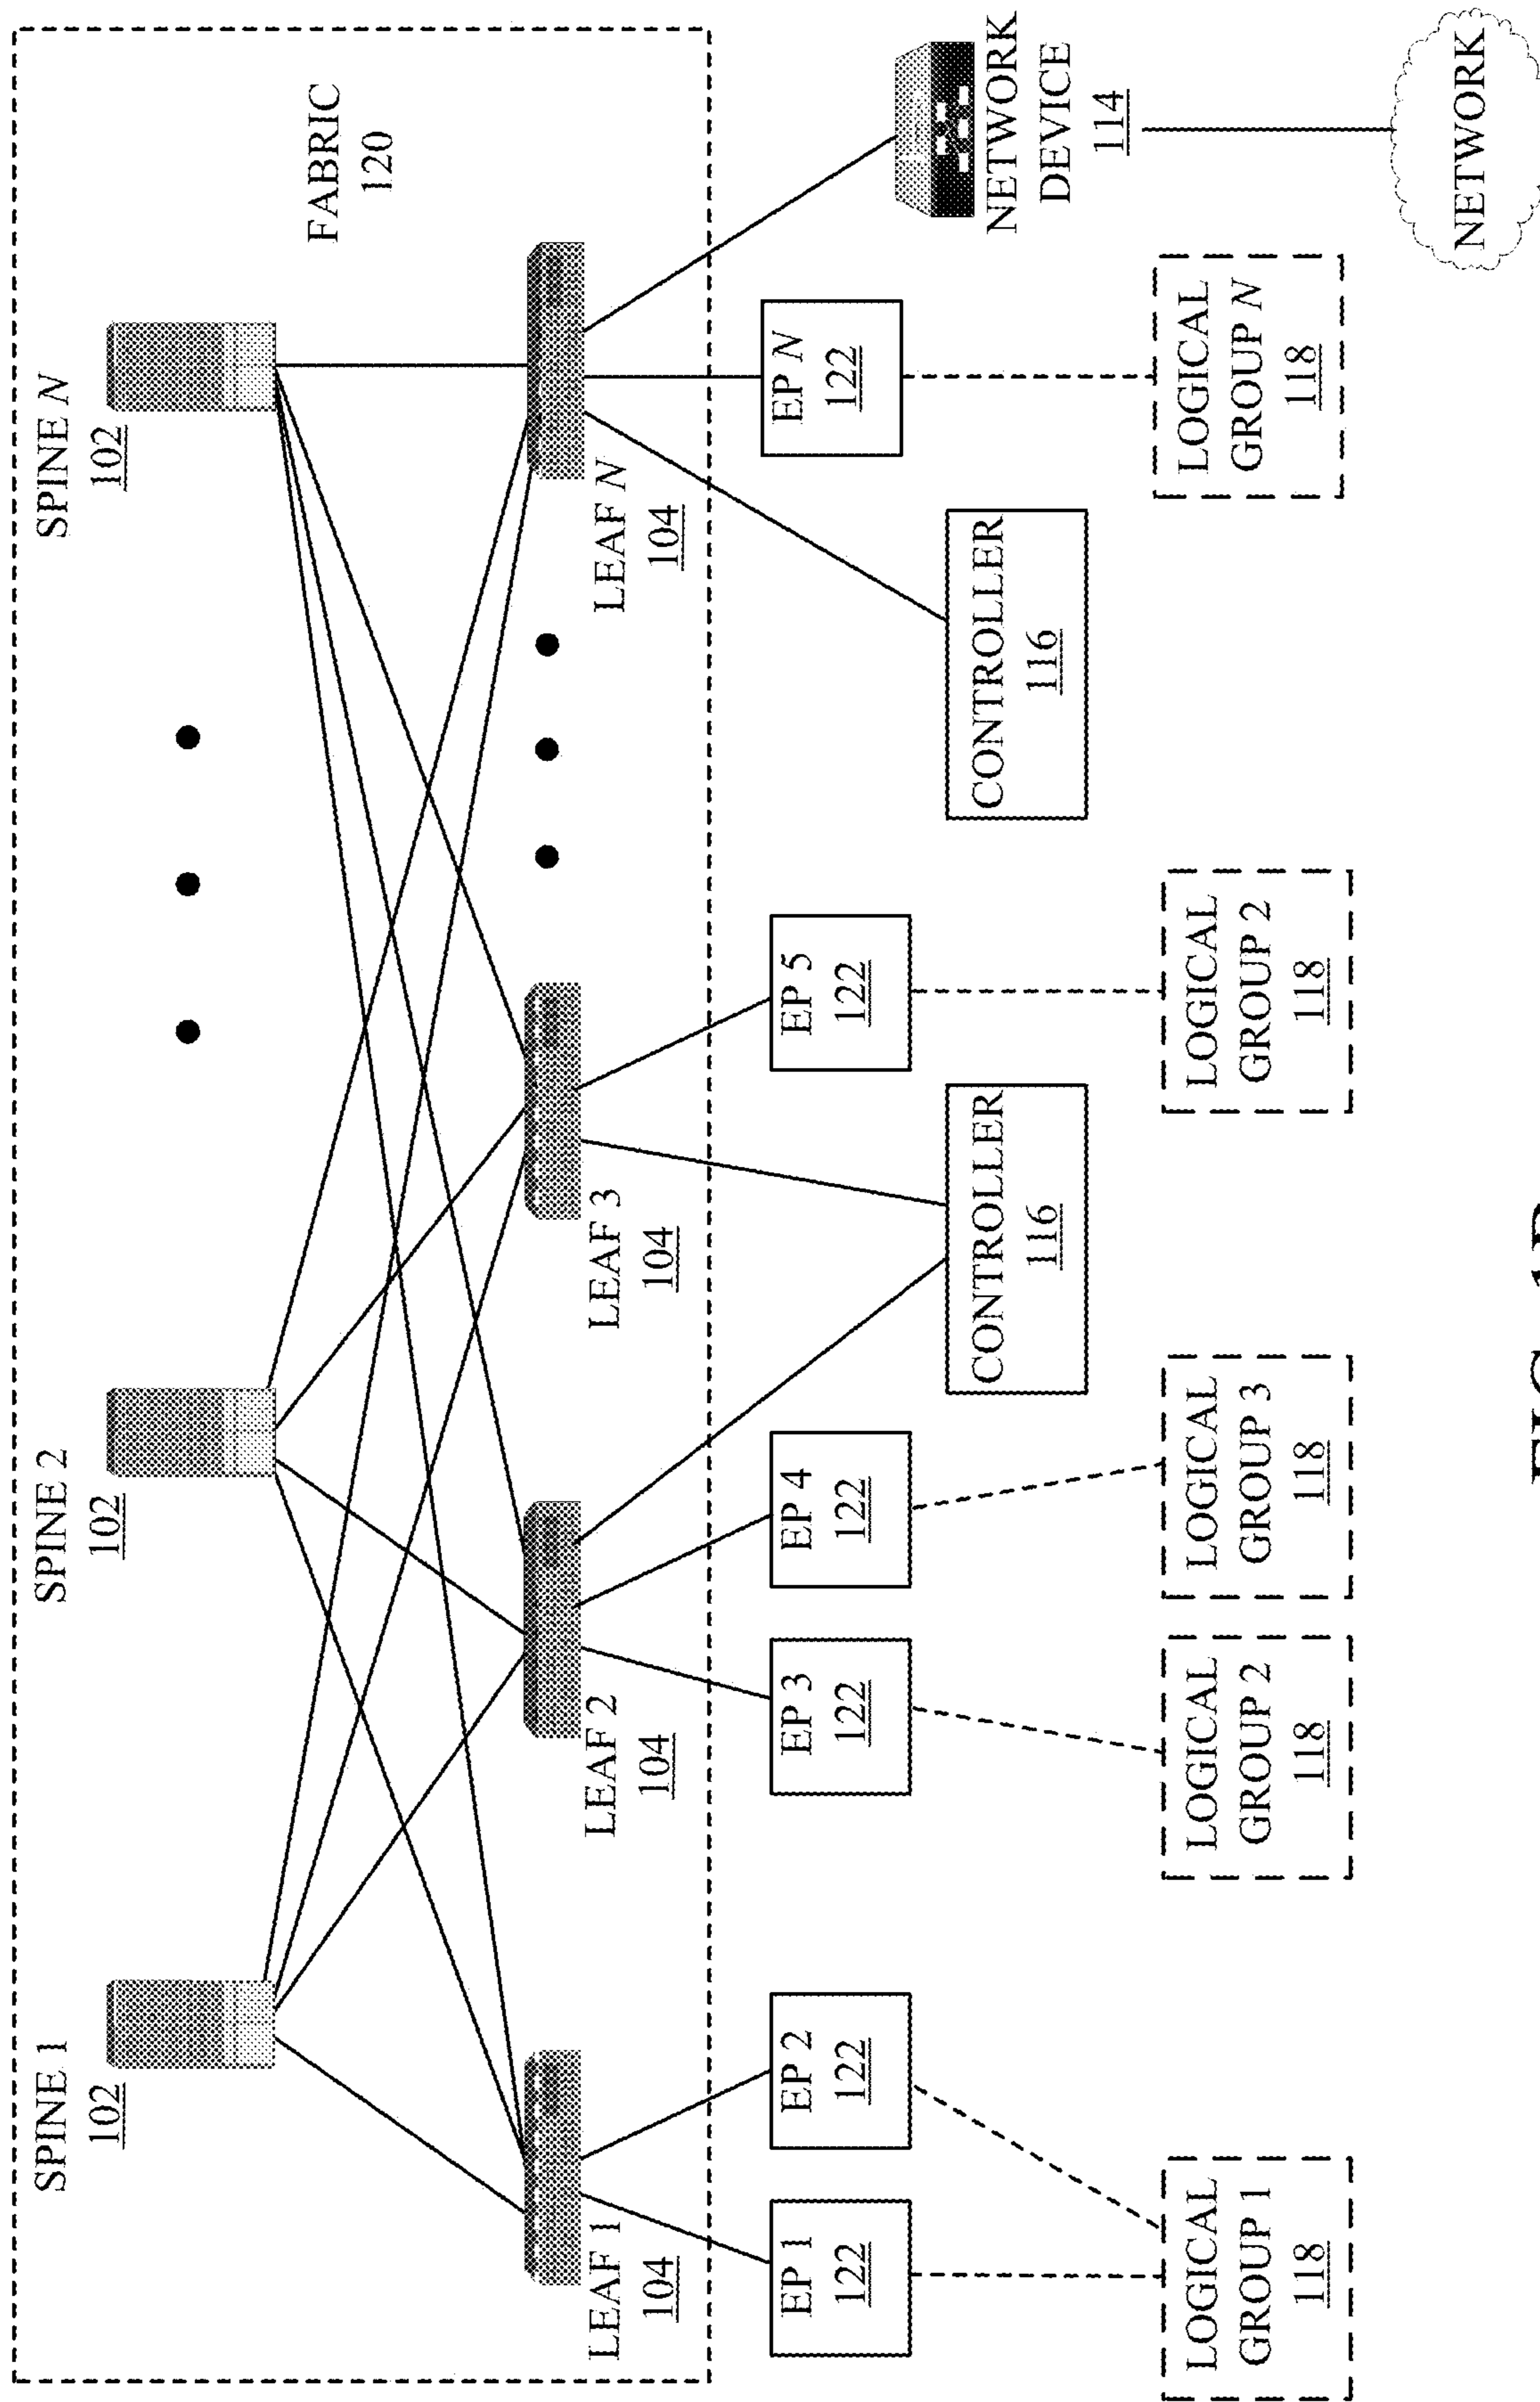 SPINE 1
102
SPINE 2
102
SPINE N
102
FABRIC
120
LEAF 1
104
LEAF 2
104
LEAF 3
104
LEAF N
104
EP 1
122
EP 2
122
EP 3
122
EP 4
122
EP 5
122
EP N
122
CONTROLLER
116
CONTROLLER
116
NETWORK
DEVICE
114
LOGICAL
GROUP 1
118
LOGICAL
GROUP 2
118
LOGICAL
GROUP 3
118
LOGICAL
GROUP 2
118
LOGICAL
GROUP N
118
NETWORK